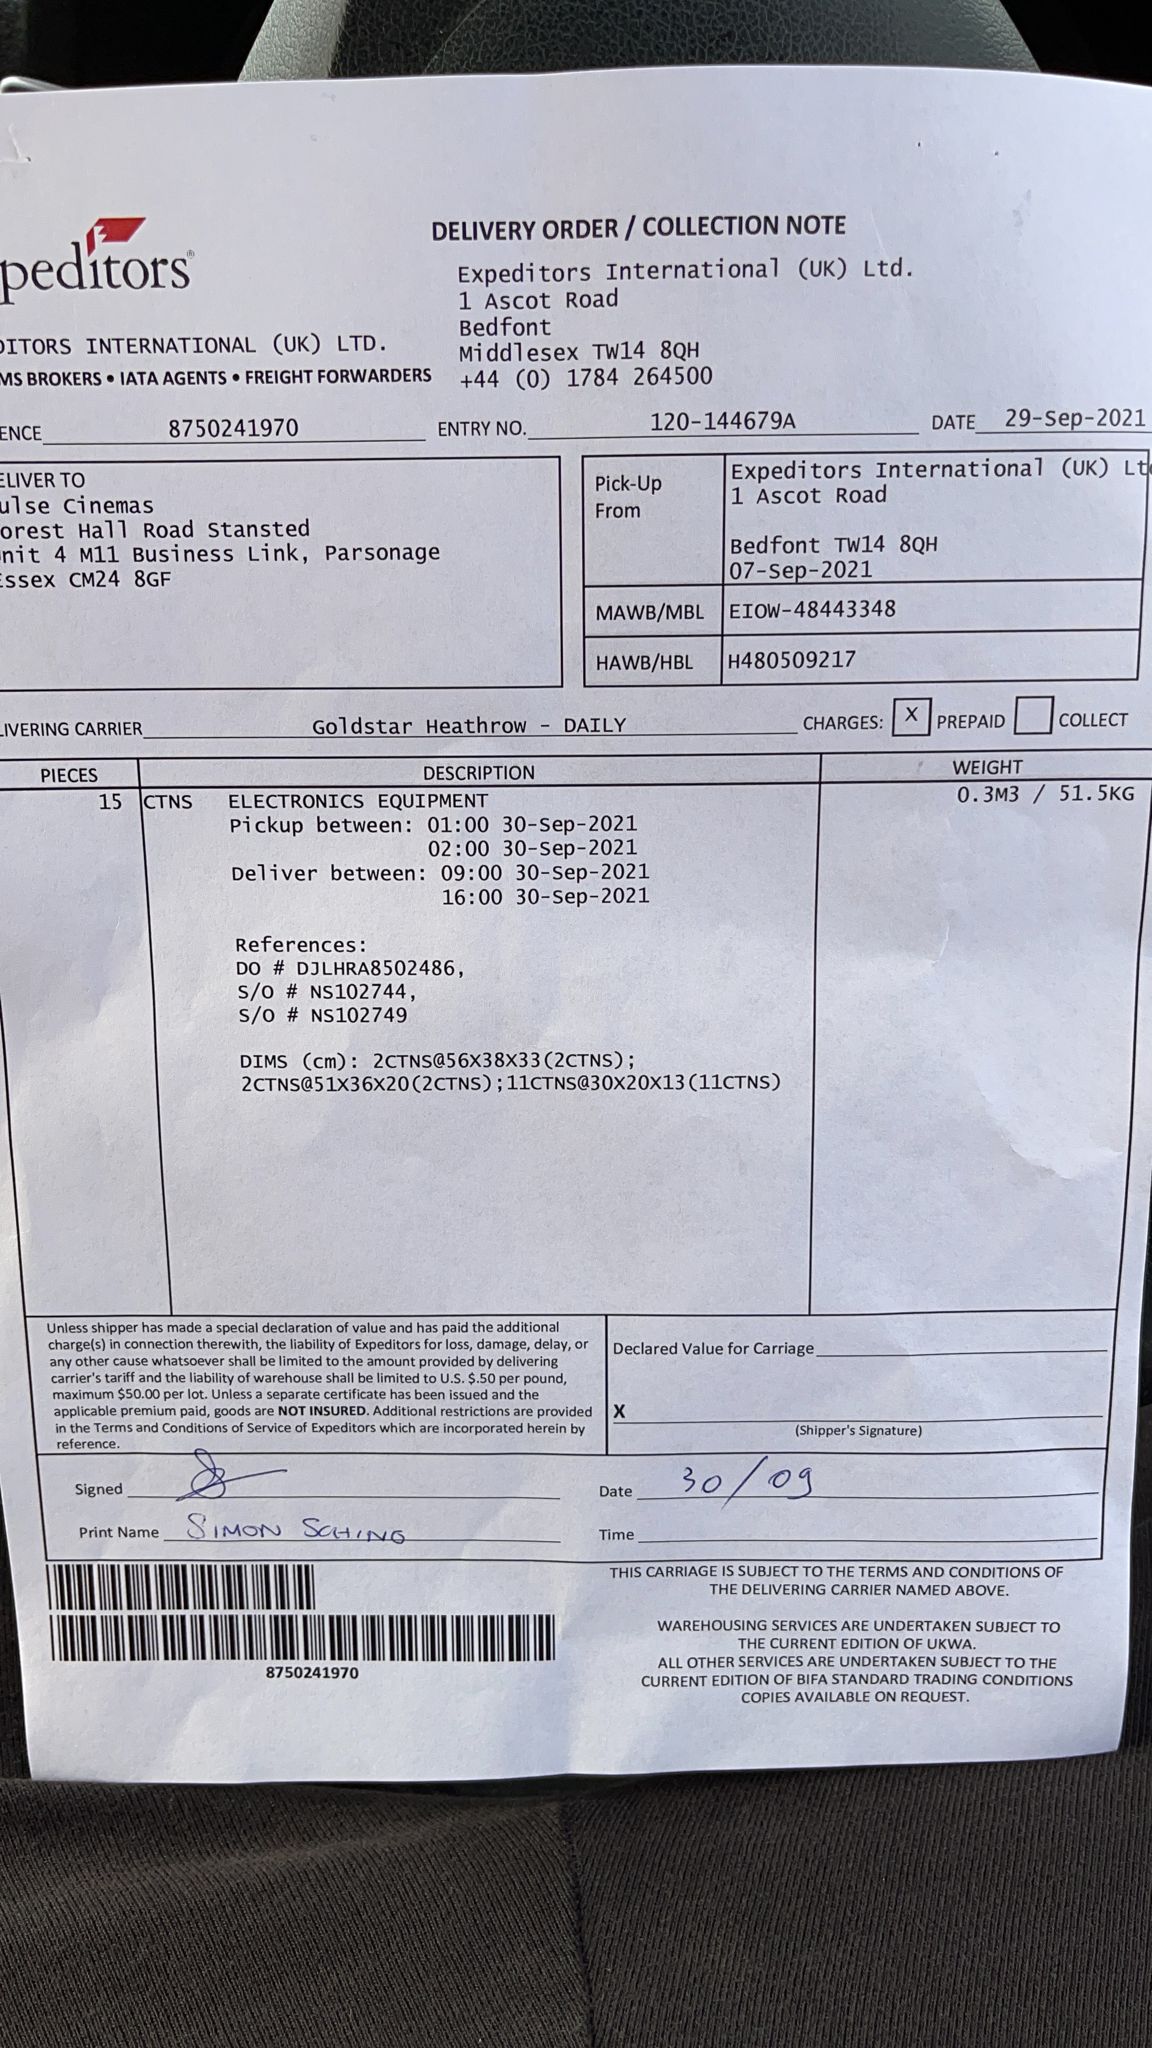 peditors®
DELIVERY ORDER / COLLECTION NOTE
Expeditors International (UK) Ltd.
1 Ascot Road
Bedfont
Middlesex TW14 8QH
+44 (0) 1784 264500
DITORS INTERNATIONAL (UK) LTD.
MS BROKERS • IATA AGENTS • FREIGHT FORWARDERS
ENCE 8750241970 ENTRY NO. 120-144679A DATE 29-Sep-2021
ELIVER TO
ulse Cinemas
orest Hall Road Stansted
nit 4 M11 Business Link, Parsonage
Essex CM24 8GF
Pick-Up
From
Expeditors International (UK) Lt
1 Ascot Road
Bedfont TW14 8QH
07-Sep-2021
MAWB/MBL EIOW-48443348
HAWB/HBL H480509217
LIVERING CARRIER Goldstar Heathrow - DAILY CHARGES: X PREPAID COLLECT
PIECES DESCRIPTION WEIGHT
15 CTNS ELECTRONICS EQUIPMENT 0.3M3 / 51.5KG
Pickup between: 01:00 30-Sep-2021
02:00 30-Sep-2021
Deliver between: 09:00 30-Sep-2021
16:00 30-Sep-2021
References:
DO # DJLHRA8502486,
S/O # NS102744,
S/O # NS102749
DIMS (cm): 2CTNS@56X38X33(2CTNS);
2CTNS@51X36X20(2CTNS);11CTNS@30X20X13(11CTNS)
Unless shipper has made a special declaration of value and has paid the additional
charge(s) in connection therewith, the liability of Expeditors for loss, damage, delay, or
any other cause whatsoever shall be limited to the amount provided by delivering
carrier's tariff and the liability of warehouse shall be limited to U.S. $.50 per pound,
maximum $50.00 per lot. Unless a separate certificate has been issued and the
applicable premium paid, goods are NOT INSURED. Additional restrictions are provided
in the Terms and Conditions of Service of Expeditors which are incorporated herein by
reference.
Declared Value for Carriage
X
(Shipper's Signature)
Signed
Date 30/09
Print Name SIMON SCHING
Time
8750241970
THIS CARRIAGE IS SUBJECT TO THE TERMS AND CONDITIONS OF
THE DELIVERING CARRIER NAMED ABOVE.
WAREHOUSING SERVICES ARE UNDERTAKEN SUBJECT TO
THE CURRENT EDITION OF UKWA.
ALL OTHER SERVICES ARE UNDERTAKEN SUBJECT TO THE
CURRENT EDITION OF BIFA STANDARD TRADING CONDITIONS
COPIES AVAILABLE ON REQUEST.